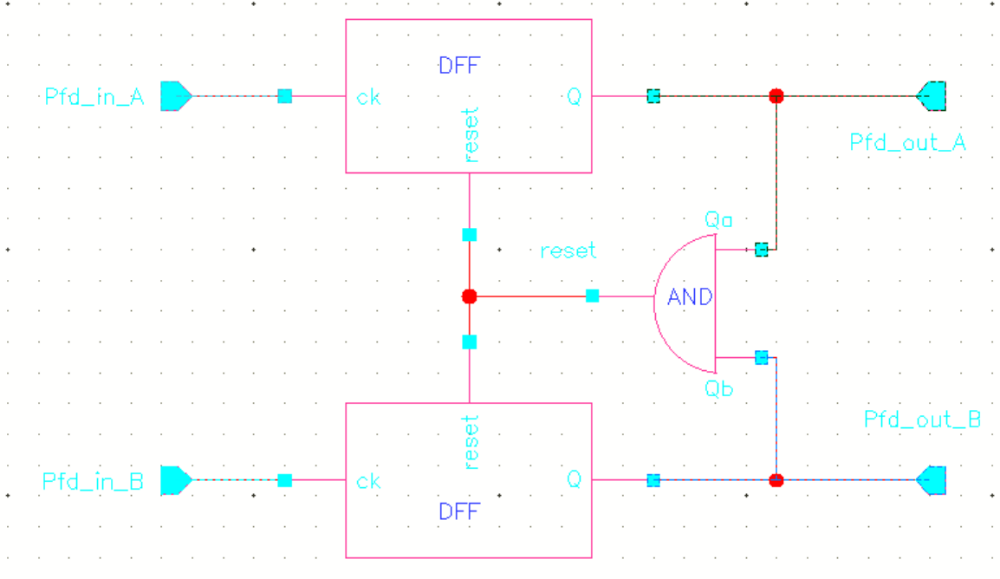 DFF
Pfd_in_A
ck
Q
reset
Pfd_out_A
Qa
reset
AND
Qb
Pfd_out_B
reset
Pfd_in_B
ck
Q
DFF